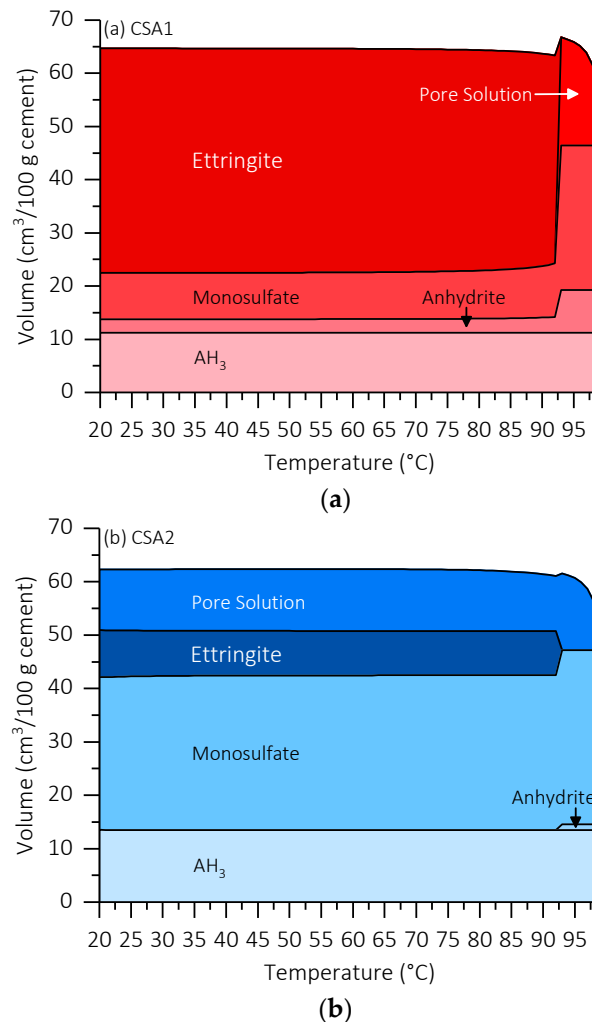 (a) CSA1
70
60
50
40
30
20
10
0
Volume (cm³/100 g cement)
Pore Solution
Ettringite
Monosulfate
Anhydrite
AH₃
20 25 30 35 40 45 50 55 60 65 70 75 80 85 90 95
Temperature (°C)
(a)
(b) CSA2
70
60
50
40
30
20
10
0
Volume (cm³/100 g cement)
Pore Solution
Ettringite
Monosulfate
Anhydrite
AH₃
20 25 30 35 40 45 50 55 60 65 70 75 80 85 90 95
Temperature (°C)
(b)